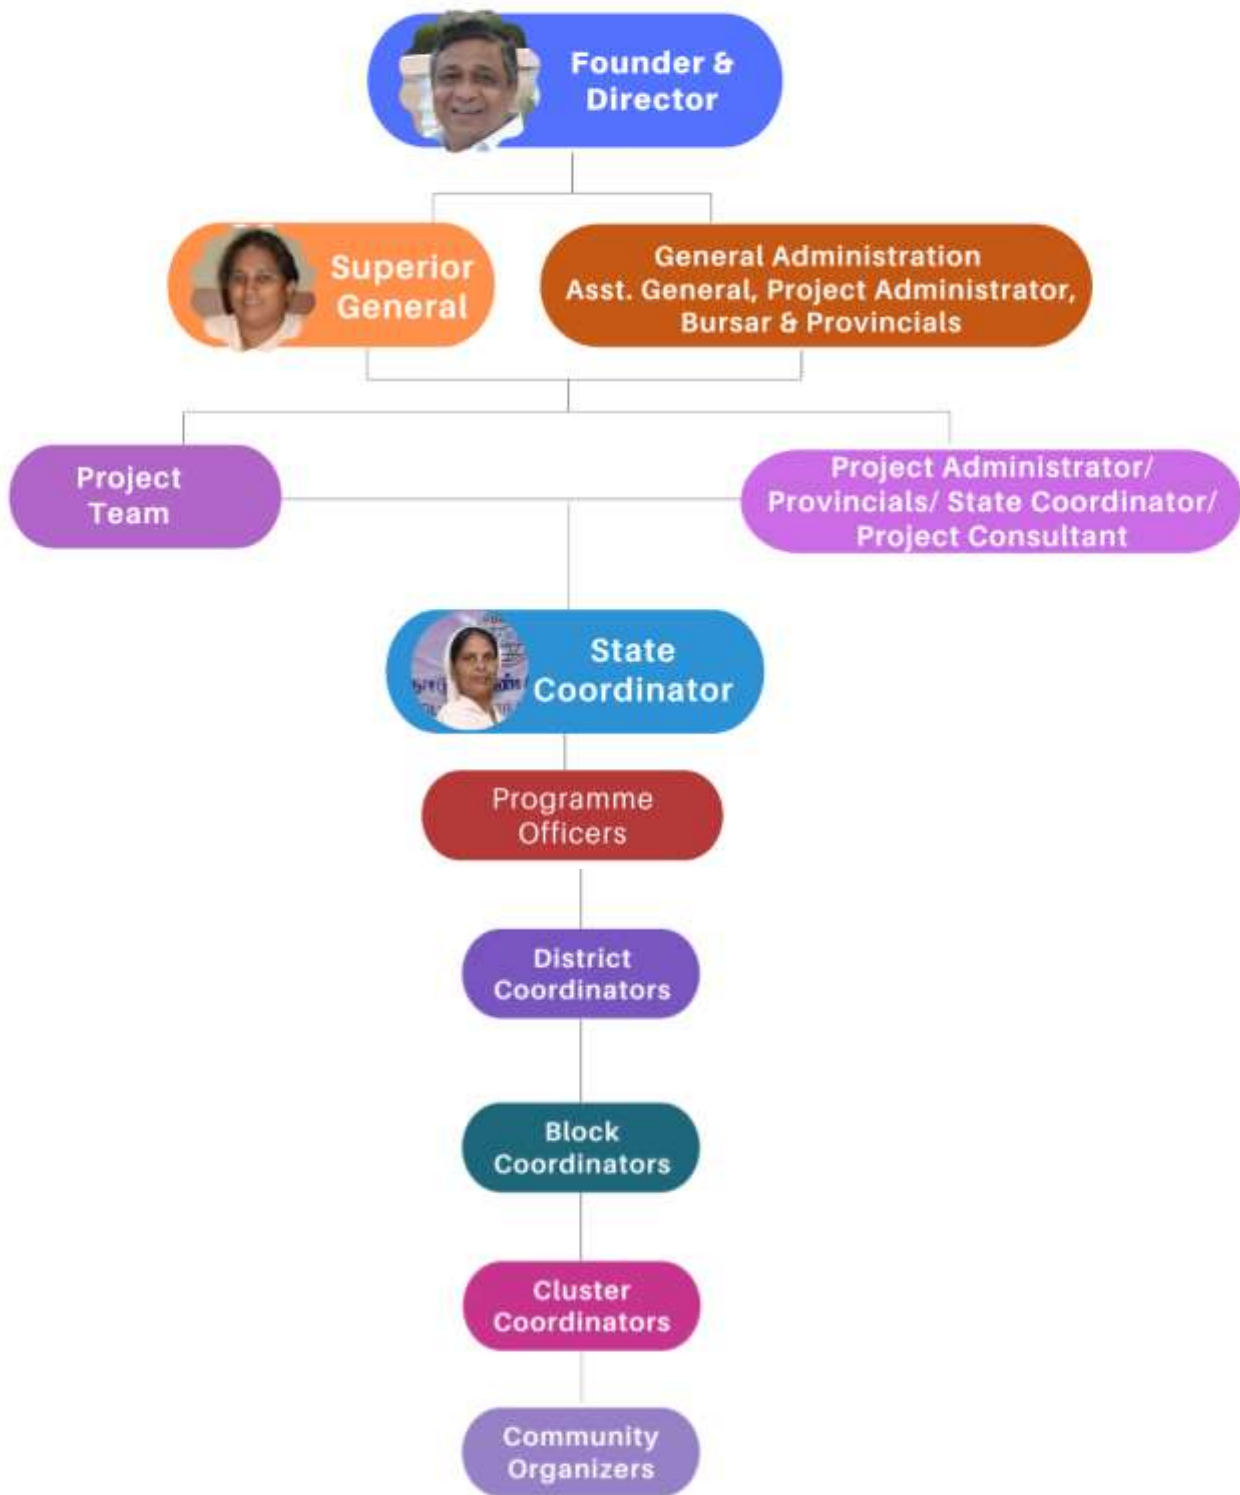 Founder &
Director
Superior
General
General Administration
Asst. General, Project Administrator,
Bursar & Provincials
Project
Team
Project Administrator/
Provincials/ State Coordinator/
Project Consultant
State
Coordinator
Programme
Officers
District
Coordinators
Block
Coordinators
Cluster
Coordinators
Community
Organizers